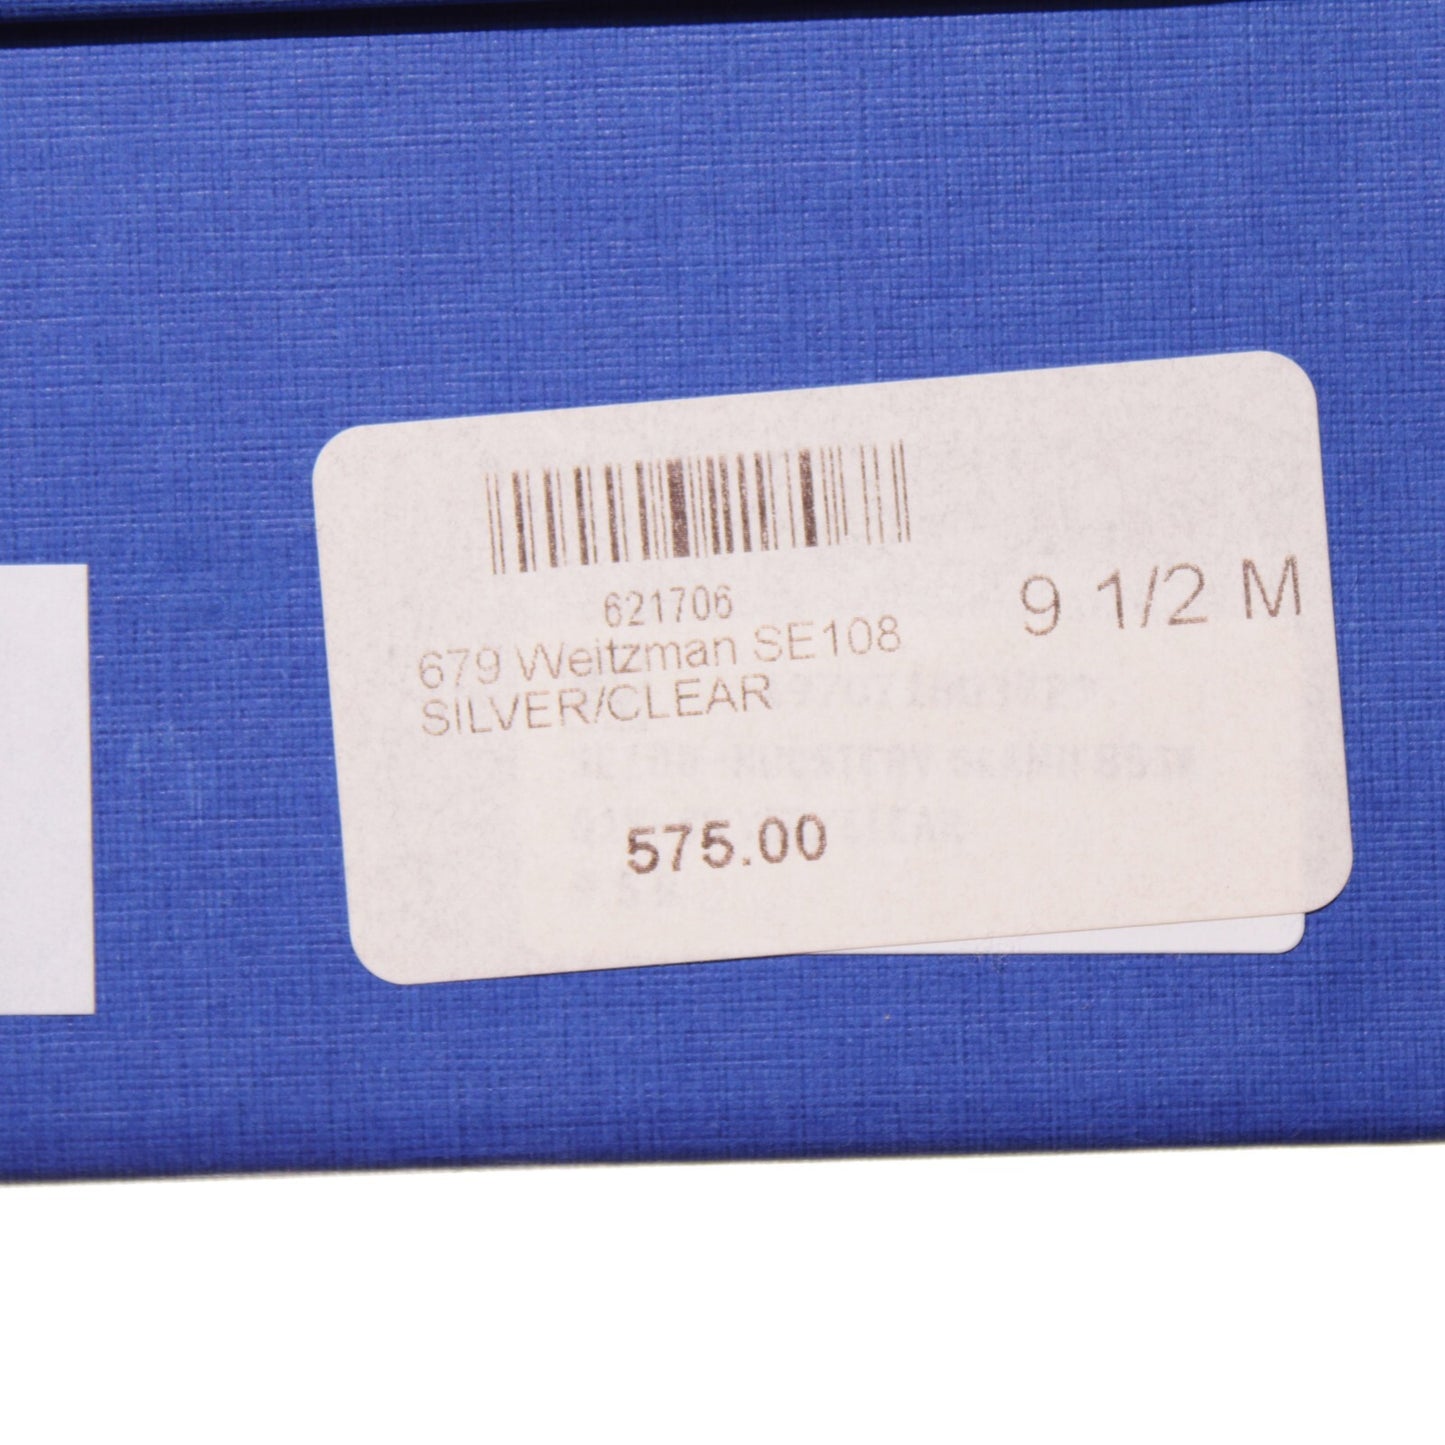 621706
9 1/2 M
679 Weitzman SE108
SILVER/CLEAR
575.00